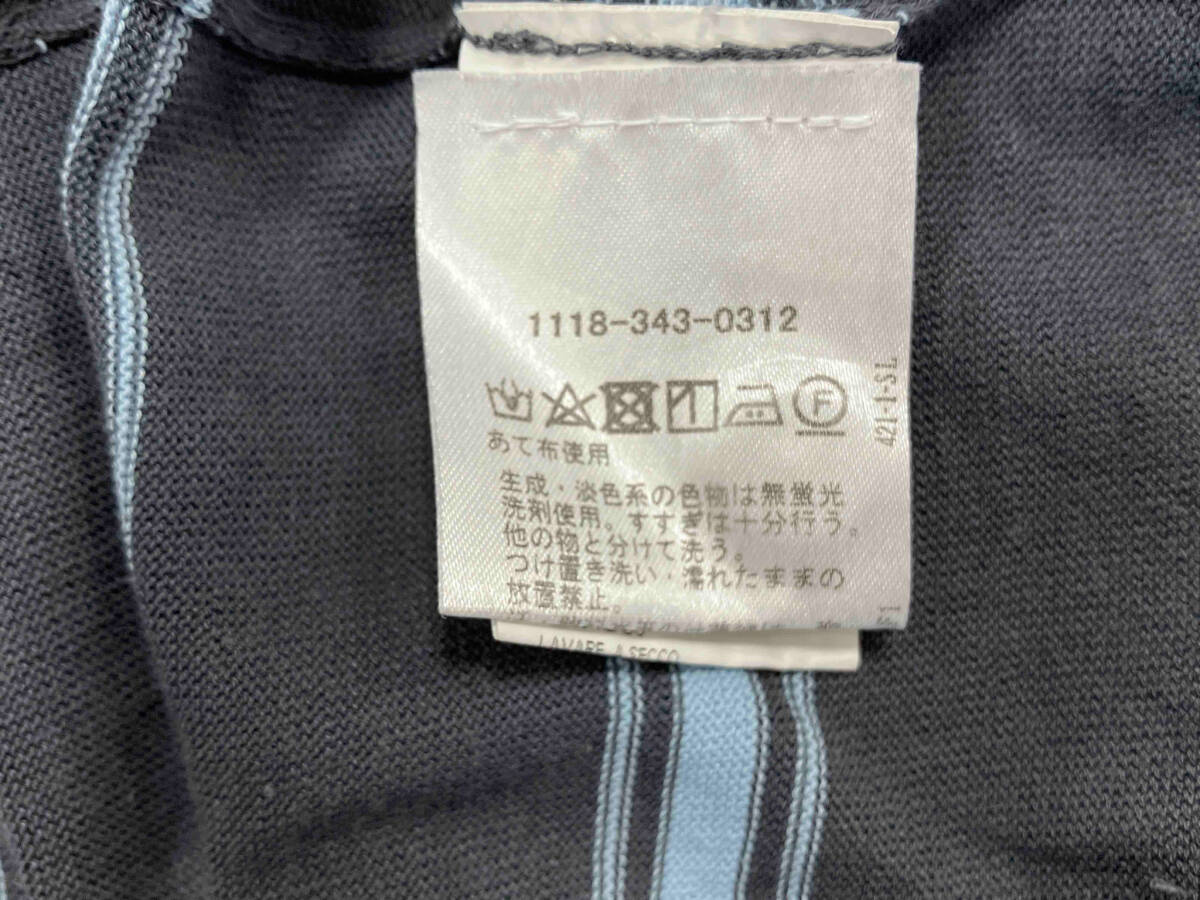 1118-343-0312
F
421-1-SL
あて布使用
生成・淡色系の色物は無蛍光
洗剤使用。すすぎは十分行う。
他の物と分けて洗う。
つけ置き洗い・濡れたままの
放置禁止。
LAVARE A SECCO